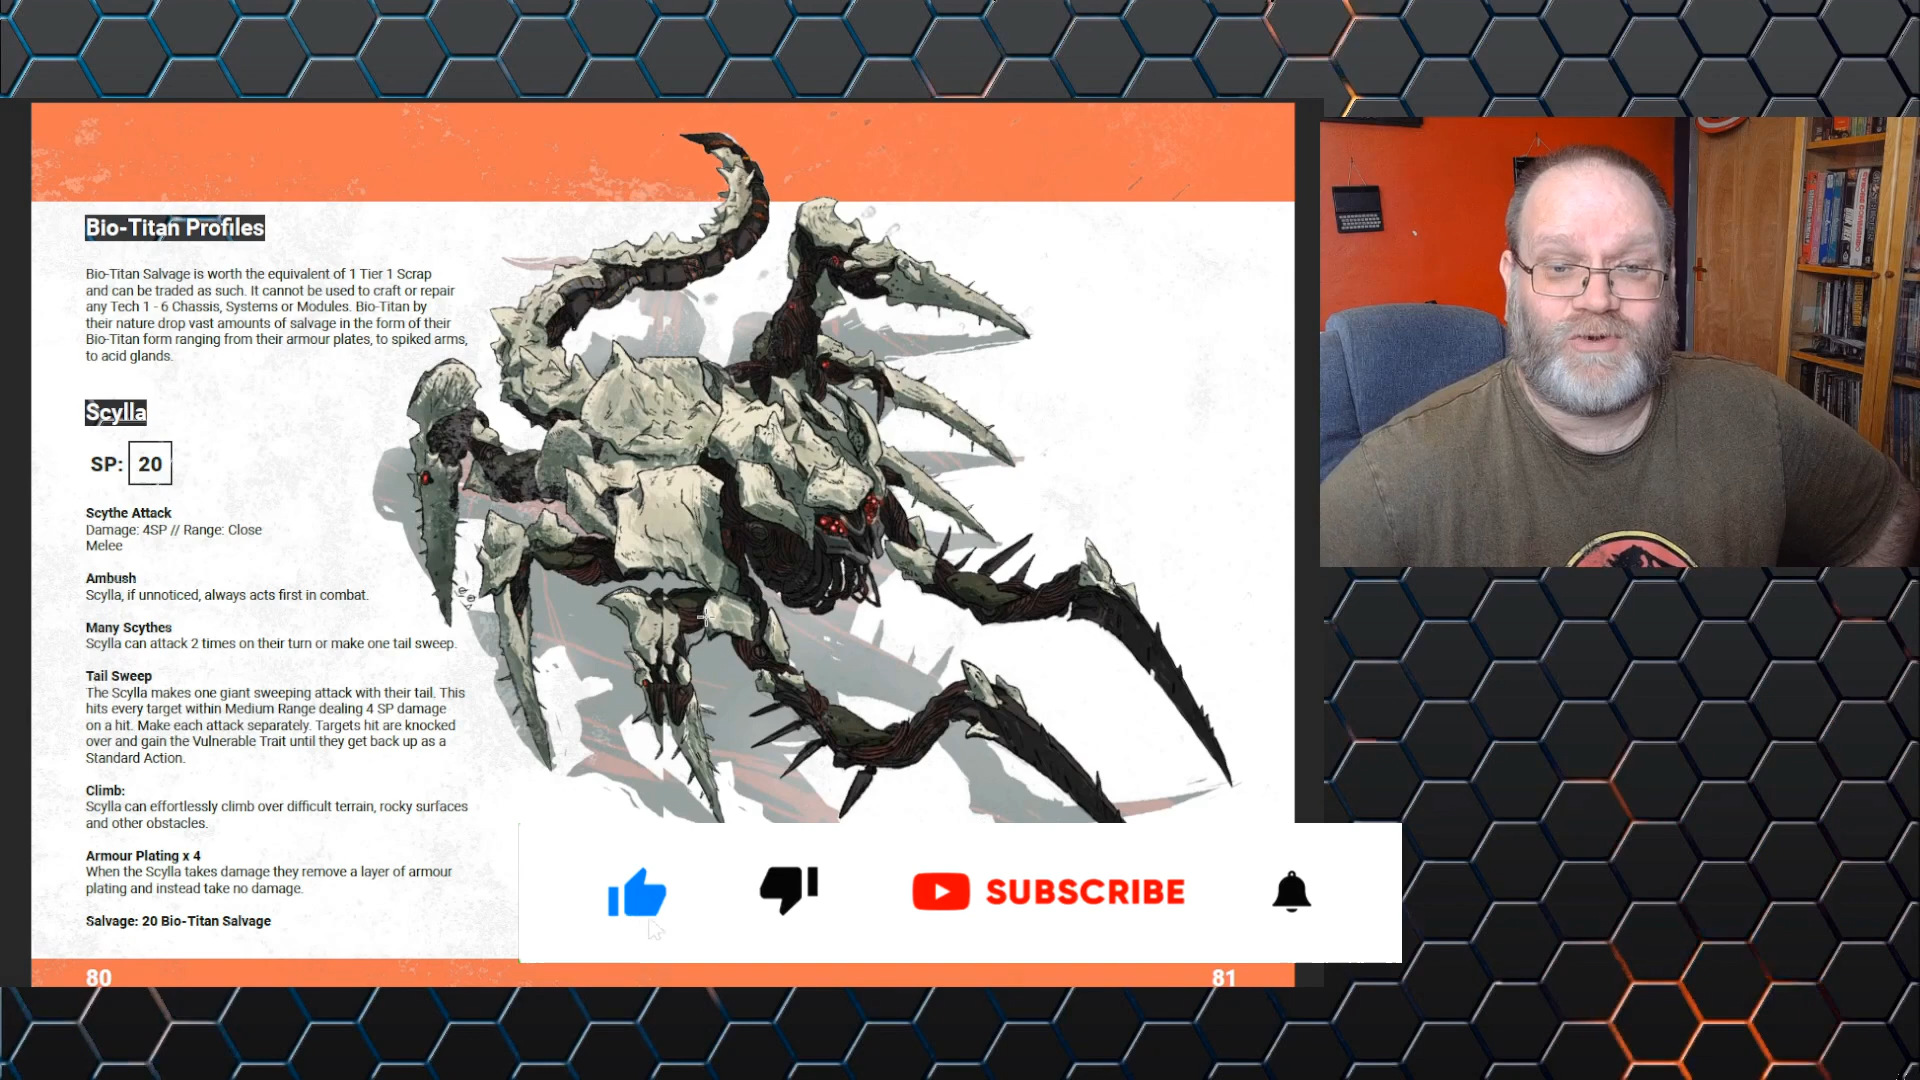 Bio-Titan Profiles
Bio-Titan Salvage is worth the equivalent of 1 Tier 1 Scrap
and can be traded as such. It cannot be used to craft or repair
any Tech 1 - 6 Chassis, Systems or Modules. Bio-Titan by
their nature drop vast amounts of salvage in the form of their
Bio-Titan form ranging from their armour plates, to spiked arms,
to acid glands.
Scylla
SP: 20
Scythe Attack
Damage: 4SP // Range: Close
Melee
Ambush
Scylla, if unnoticed, always acts first in combat.
Many Scythes
Scylla can attack 2 times on their turn or make one tail sweep.
Tail Sweep
The Scylla makes one giant sweeping attack with their tail. This
hits every target within Medium Range dealing 4 SP damage
on a hit. Make each attack separately. Targets hit are knocked
over and gain the Vulnerable Trait until they get back up as a
Standard Action.
Climb:
Scylla can effortlessly climb over difficult terrain, rocky surfaces
and other obstacles.
Armour Plating x 4
When the Scylla takes damage they remove a layer of armour
plating and instead take no damage.
Salvage: 20 Bio-Titan Salvage
80
81
SUBSCRIBE